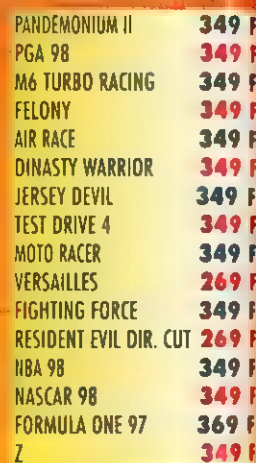 PANDEMONIUM II 349 F
PGA 98 349 F
M6 TURBO RACING 349 F
FELONY 349 F
AIR RACE 349 F
DINASTY WARRIOR 349 F
JERSEY DEVIL 349 F
TEST DRIVE 4 349 F
MOTO RACER 349 F
VERSAILLES 269 F
FIGHTING FORCE 349 F
RESIDENT EVIL DIR. CUT 269 F
NBA 98 349 F
NASCAR 98 349 F
FORMULA ONE 97 369 F
Z 349 F